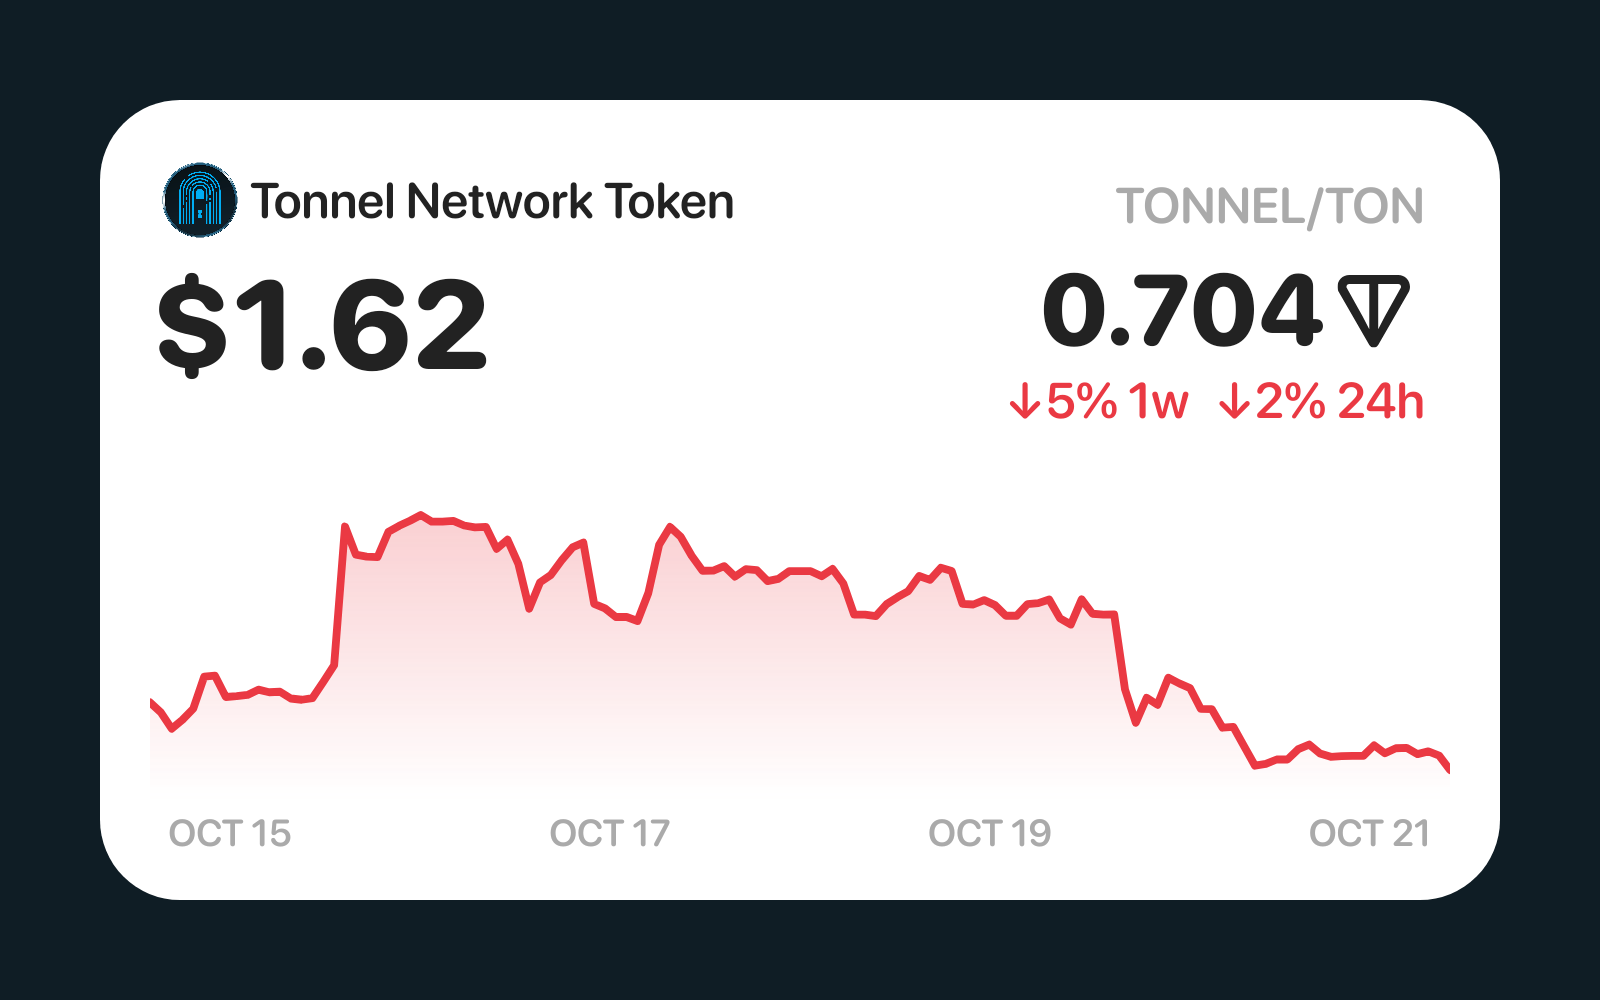 Tonnel Network Token
TONNEL/TON
$1.62
0.704
↓5% 1w ↓2% 24h
OCT 15 OCT 17 OCT 19 OCT 21